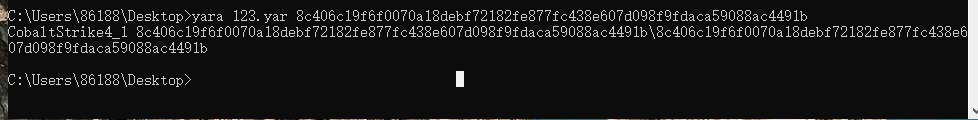 C:\Users\86188\Desktop>yara 123.yar 8c406c19f6f0070a18debf72182fe877fc438e607d098f9fdaca59088ac4491b
CobaltStrike4_1 8c406c19f6f0070a18debf72182fe877fc438e607d098f9fdaca59088ac4491b\8c406c19f6f0070a18debf72182fe877fc438e6
07d098f9fdaca59088ac4491b
C:\Users\86188\Desktop>